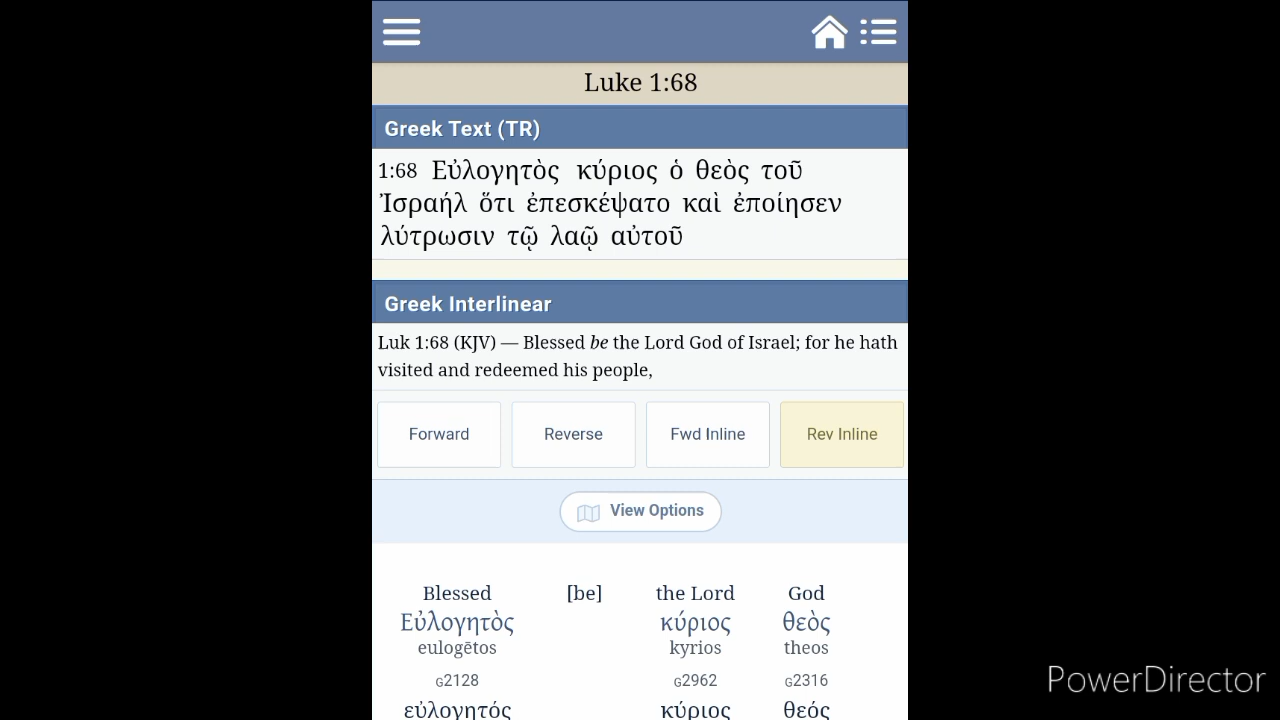 Luke 1:68
Greek Text (TR)
1:68 Εὐλογητὸς κύριος ὁ θεὸς τοῦ
Ἰσραήλ ὅτι ἐπεσκέψατο καὶ ἐποίησεν
λύτρωσιν τῷ λαῷ αὐτοῦ
Greek Interlinear
Luk 1:68 (KJV) — Blessed be the Lord God of Israel; for he hath
visited and redeemed his people,
Forward Reverse Fwd Inline Rev Inline
View Options
Blessed [be] the Lord God
Εὐλογητὸς κύριος θεὸς
eulogētos kyrios theos
G2128 G2962 G2316
εὐλογητός κύριος θεός
PowerDirector